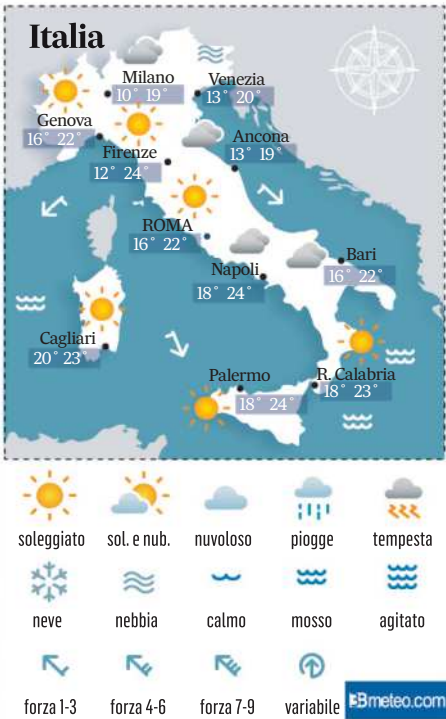 Italia
Milano
10° 19°
Venezia
13° 20°
Genova
16° 22°
Firenze
12° 24°
Ancona
13° 19°
ROMA
16° 22°
Napoli
18° 24°
Bari
16° 22°
Cagliari
20° 23°
Palermo
18° 24°
R. Calabria
18° 23°
soleggiato sol. e nub. nuvoloso piogge tempesta
neve nebbia calmo mosso agitato
forza 1-3 forza 4-6 forza 7-9 variabile
3Bmeteo.com